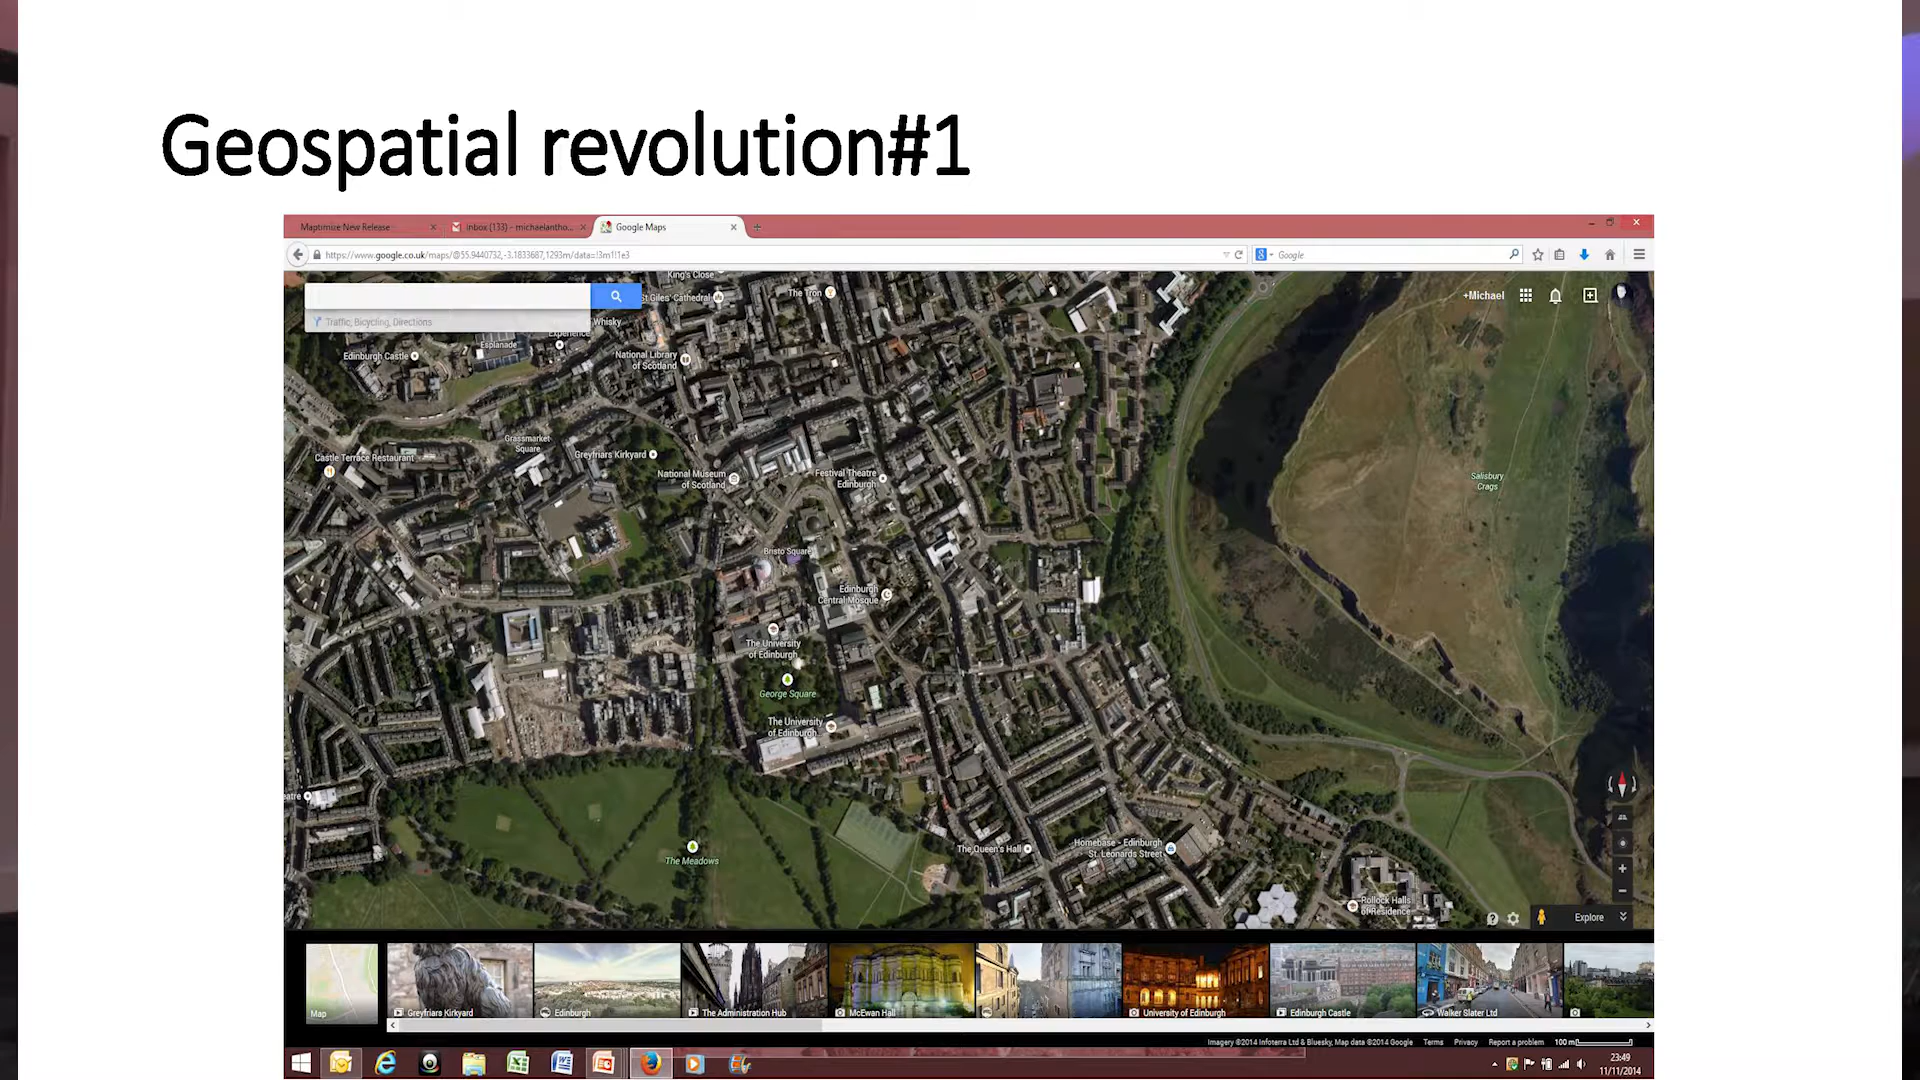 Geospatial revolution#1
Maptimize New Release
Inbox (133) - michaelantho...
Google Maps
https://www.google.co.uk/maps/@55.9440732,-3.1833687,1293m/data=!3m1!1e3
Google
King's Close
St Giles' Cathedral
The Tron
+Michael
Traffic, Bicycling, Directions
Whisky
Experience
Esplanade
Edinburgh Castle
National Library
of Scotland
Grassmarket
Square
Castle Terrace Restaurant
Greyfriars Kirkyard
National Museum
of Scotland
Festival Theatre
Edinburgh
Salisbury
Crags
Bristo Square
Edinburgh
Central Mosque
The University
of Edinburgh
George Square
The University
of Edinburgh
eatre
The Meadows
The Queen's Hall
Homebase - Edinburgh
St. Leonards Street
Pollock Halls
of Residence
Explore
Map
Greyfriars Kirkyard
Edinburgh
The Administration Hub
McEwan Hall
University of Edinburgh
Edinburgh Castle
Walker Slater Ltd
Imagery ©2014 Infoterra Ltd & Bluesky, Map data ©2014 Google
Terms
Privacy
Report a problem
100 m
23:49
11/11/2014